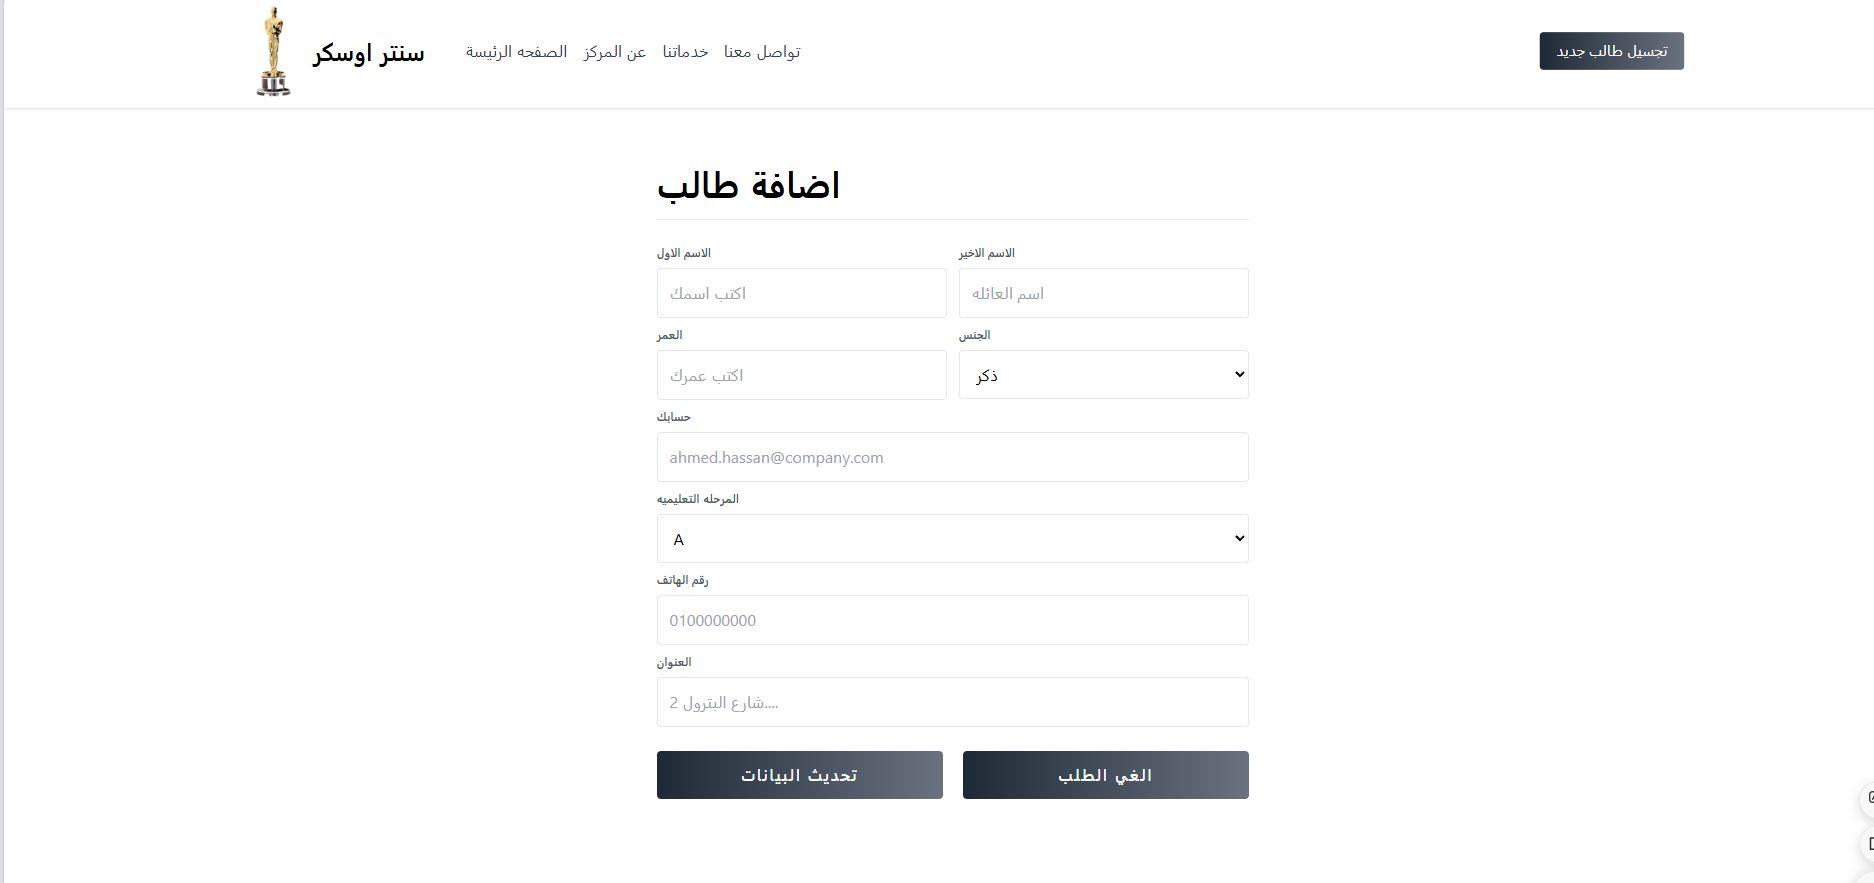 سنتر اوسكر
الصفحه الرئيسة
عن المركز
خدماتنا
تواصل معنا
تجسيل طالب جديد
اضافة طالب
الاسم الاول
الاسم الاخير
اكتب اسمك
اسم العائله
العمر
الجنس
اكتب عمرك
ذكر
حسابك
ahmed.hassan@company.com
المرحله التعليميه
A
رقم الهاتف
0100000000
العنوان
2 شارع البترول....
تحديث البيانات
الغي الطلب